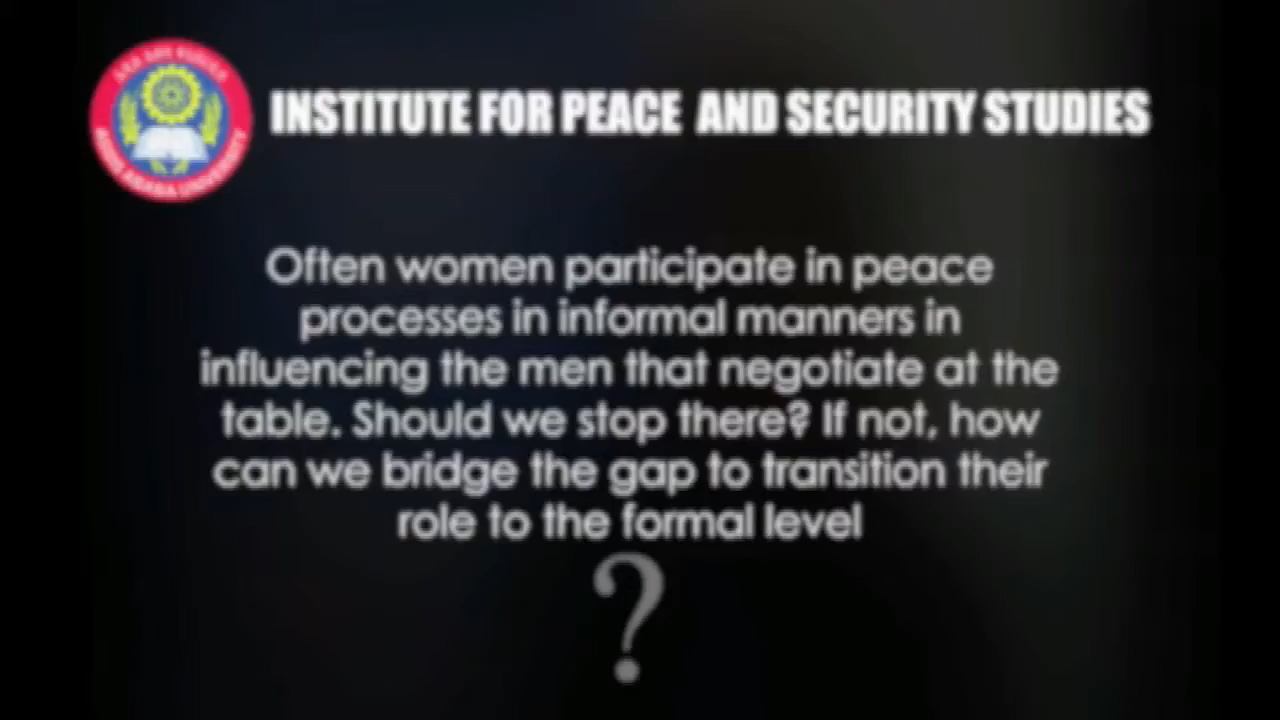 INSTITUTE FOR PEACE AND SECURITY STUDIES
Often women participate in peace
processes in informal manners in
influencing the men that negotiate at the
table. Should we stop there? If not, how
can we bridge the gap to transition their
role to the formal level
?